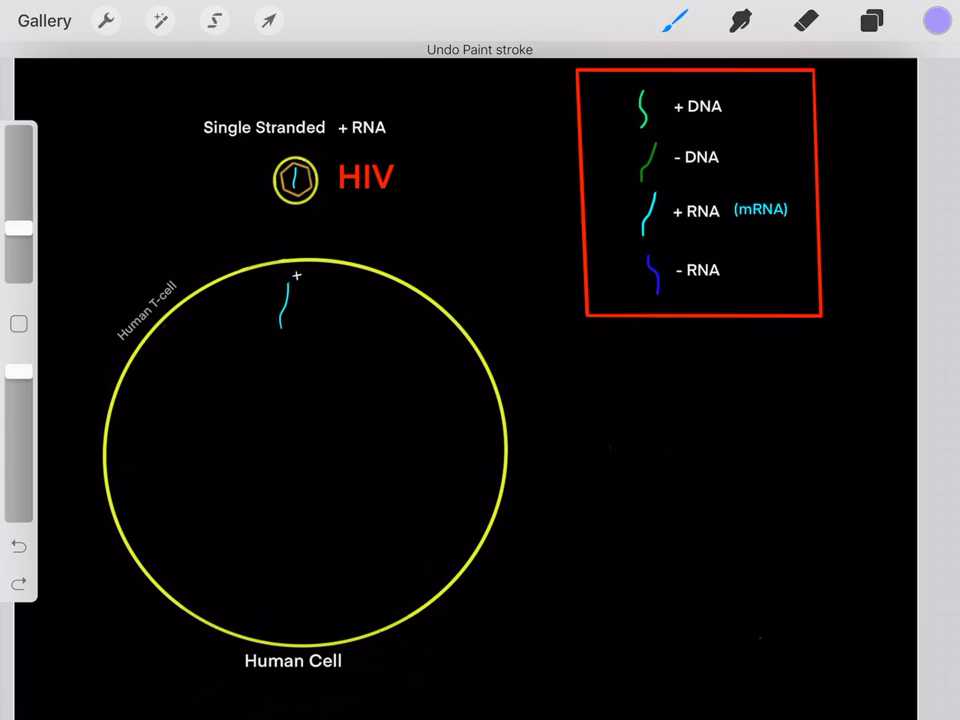 Gallery
Undo Paint stroke
Single Stranded + RNA
HIV
+ DNA
- DNA
+ RNA (mRNA)
- RNA
+
Human T-cell
Human Cell